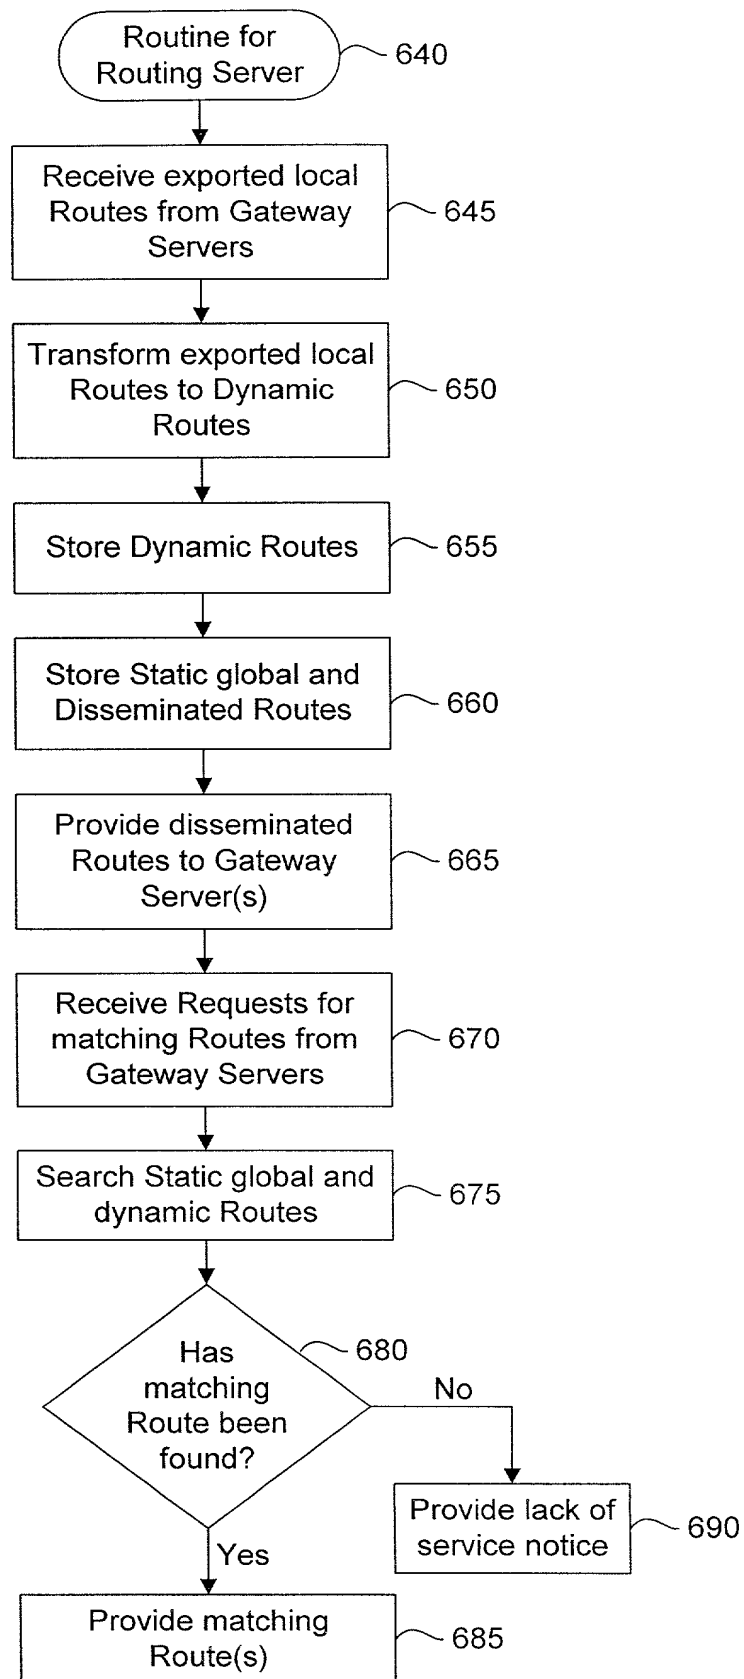 Routine for
Routing Server
640
Receive exported local
Routes from Gateway
Servers
645
Transform exported local
Routes to Dynamic
Routes
650
Store Dynamic Routes
655
Store Static global and
Disseminated Routes
660
Provide disseminated
Routes to Gateway
Server(s)
665
Receive Requests for
matching Routes from
Gateway Servers
670
Search Static global and
dynamic Routes
675
Has
matching
Route been
found?
680
No
Provide lack of
service notice
690
Yes
Provide matching
Route(s)
685